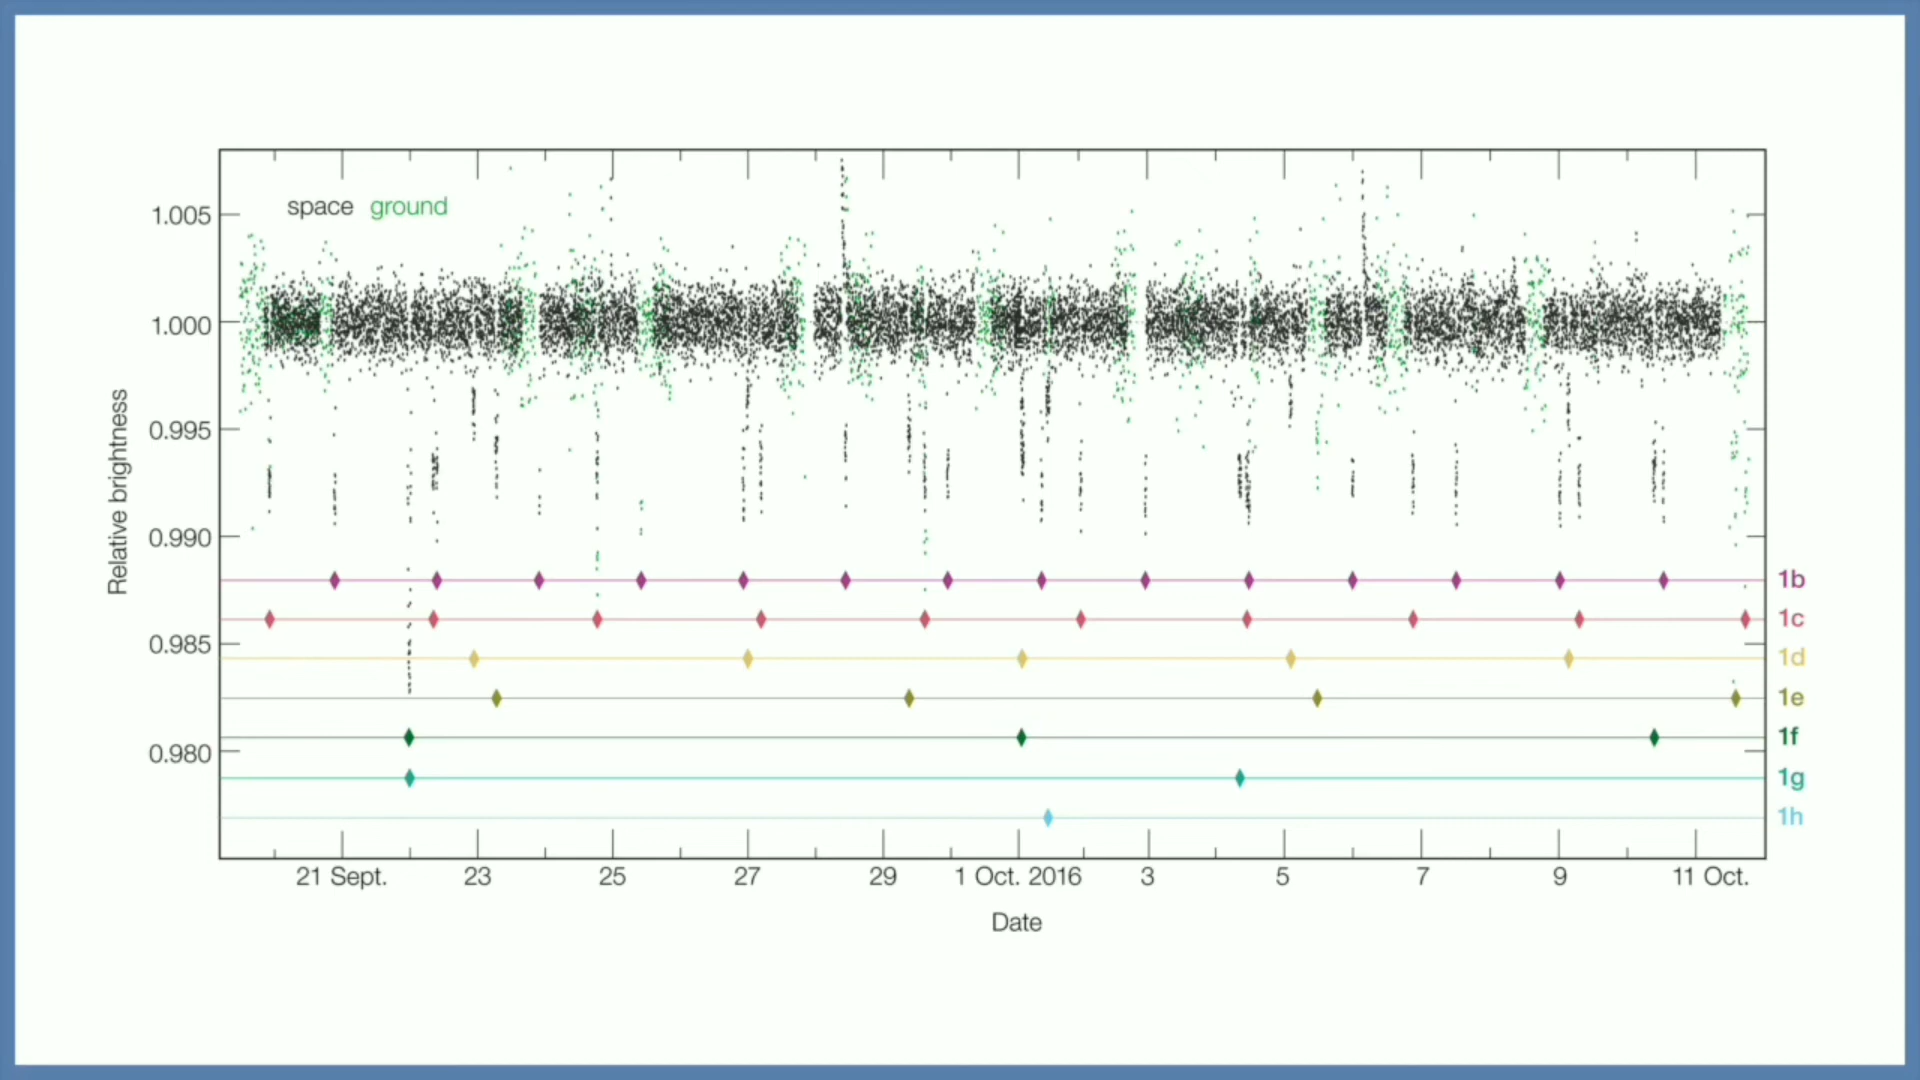 space ground
1.005
1.000
0.995
0.990
0.985
0.980
Relative brightness
1b
1c
1d
1e
1f
1g
1h
21 Sept. 23 25 27 29 1 Oct. 2016 3 5 7 9 11 Oct.
Date